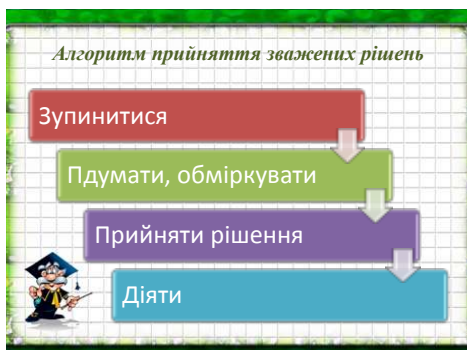 Алгоритм прийняття зважених рішень
Зупинитися
Пдумати, обміркувати
Прийняти рішення
Діяти